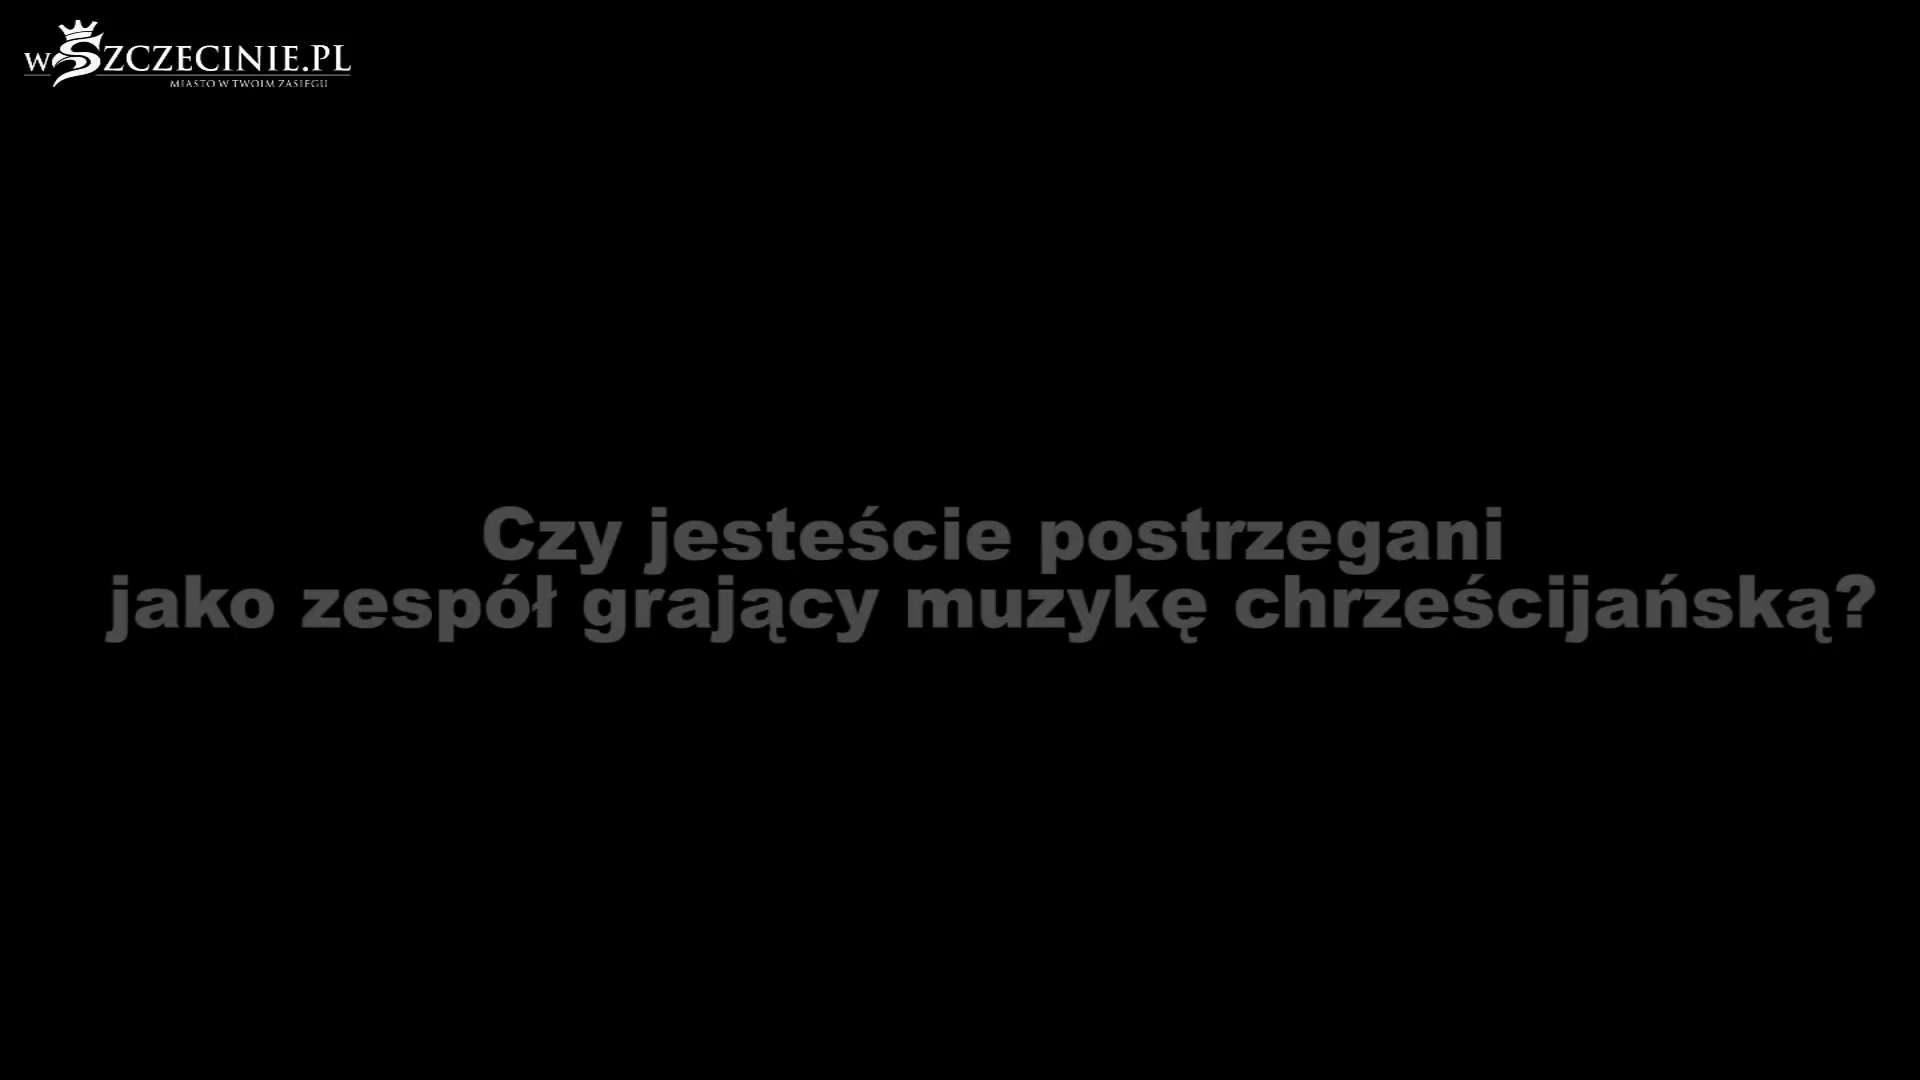 wSZCZECINIE.PL
MIASTO W TWOIM ZASIĘGU
Czy jesteście postrzegani
jako zespół grający muzykę chrześcijańską?